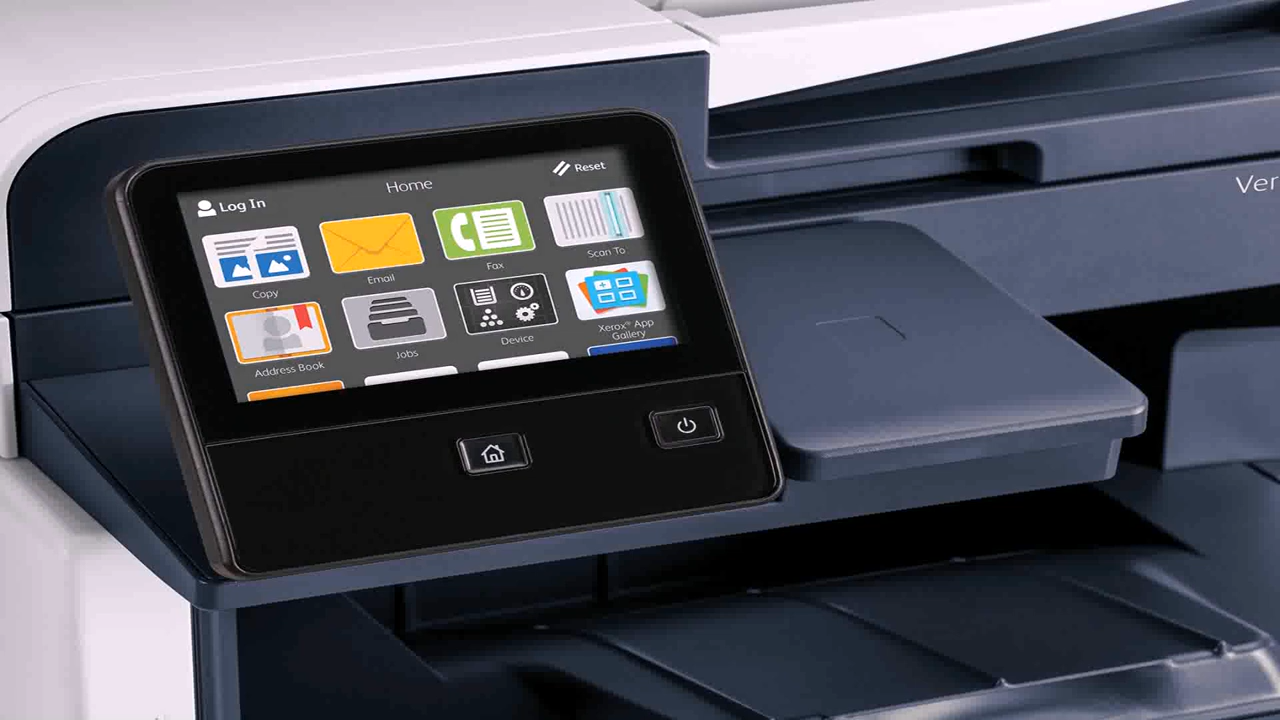 Home
Reset
Log In
Copy
Email
Fax
Scan To
Address Book
Jobs
Device
Xerox® App
Gallery
Ver